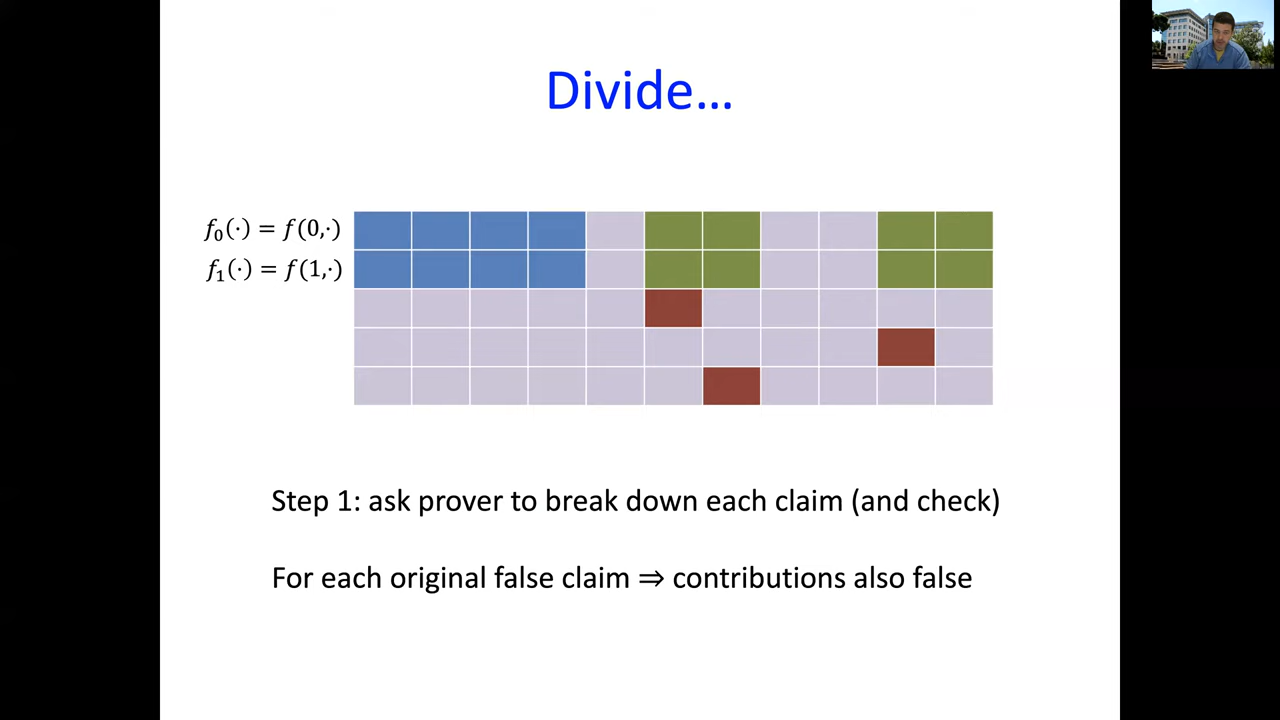 Divide…
f₀(·) = f(0,·)
f₁(·) = f(1,·)
Step 1: ask prover to break down each claim (and check)
For each original false claim ⇒ contributions also false